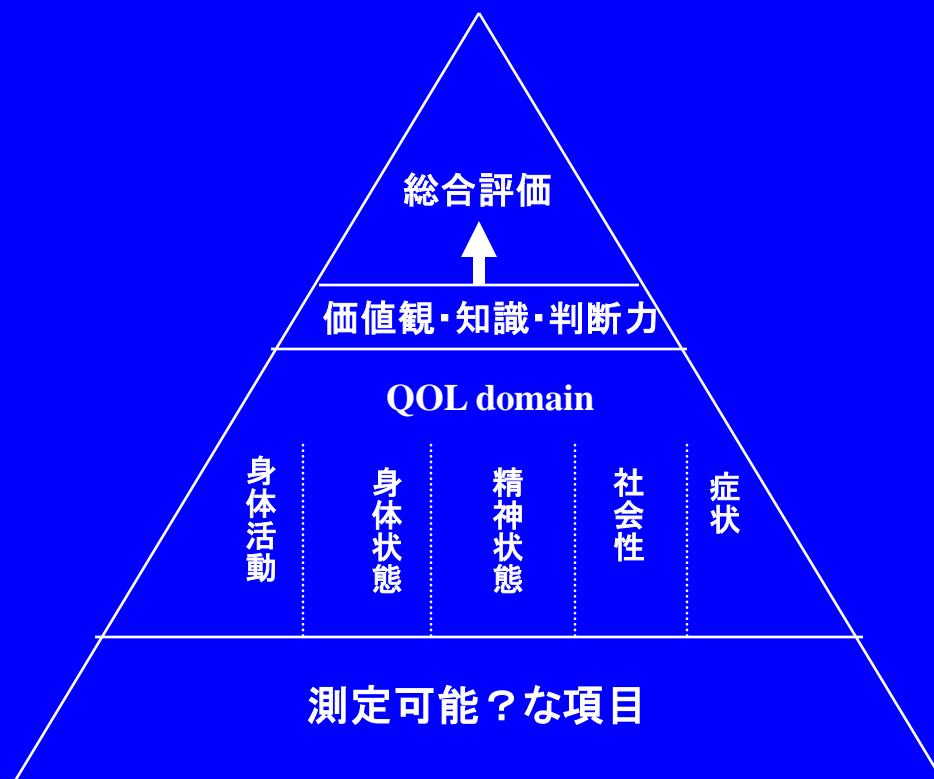 総合評価
価値観・知識・判断力
QOL domain
身体活動
身体状態
精神状態
社会性
症状
測定可能？な項目